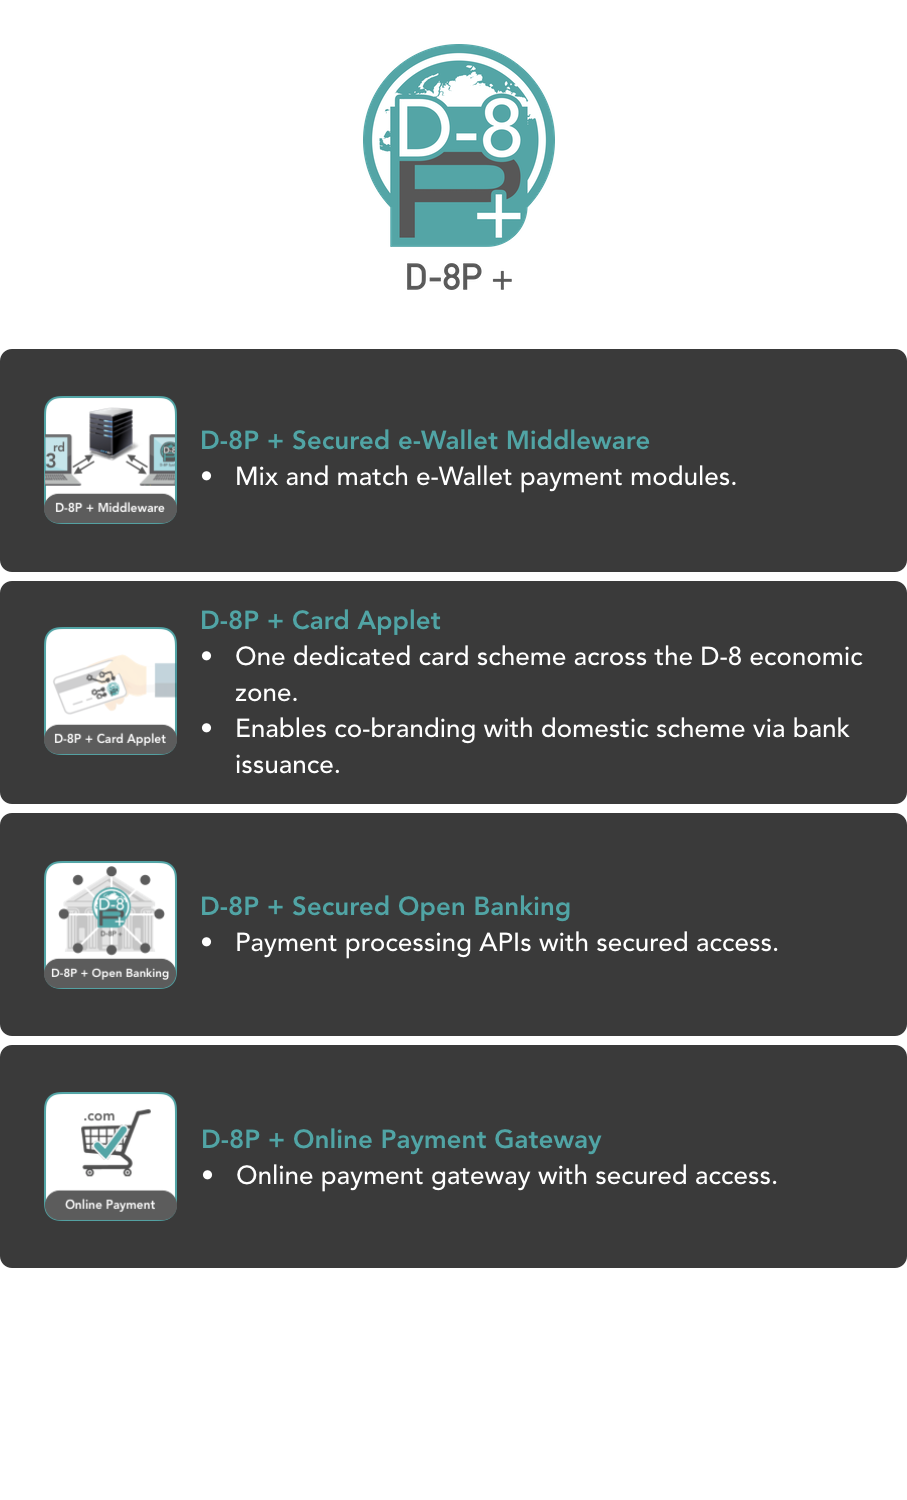 D-8
P+
D-8P +
rd
3
D-8P + Middleware
D-8P + Secured e-Wallet Middleware
• Mix and match e-Wallet payment modules.
D-8P + Card Applet
D-8P + Card Applet
• One dedicated card scheme across the D-8 economic
zone.
• Enables co-branding with domestic scheme via bank
issuance.
D-8
P+
D-8P +
D-8P + Open Banking
D-8P + Secured Open Banking
• Payment processing APIs with secured access.
.com
Online Payment
D-8P + Online Payment Gateway
• Online payment gateway with secured access.